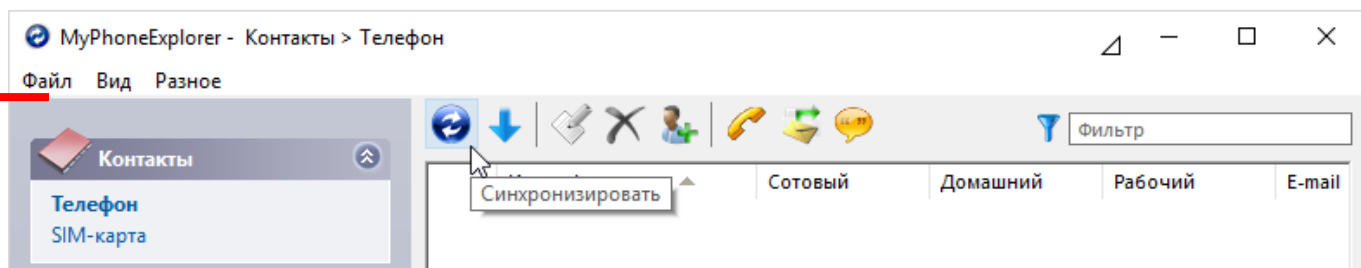 MyPhoneExplorer - Контакты > Телефон
Файл Вид Разное
Фильтр
Контакты
Сотовый Домашний Рабочий E-mail
Синхронизировать
Телефон
SIM-карта